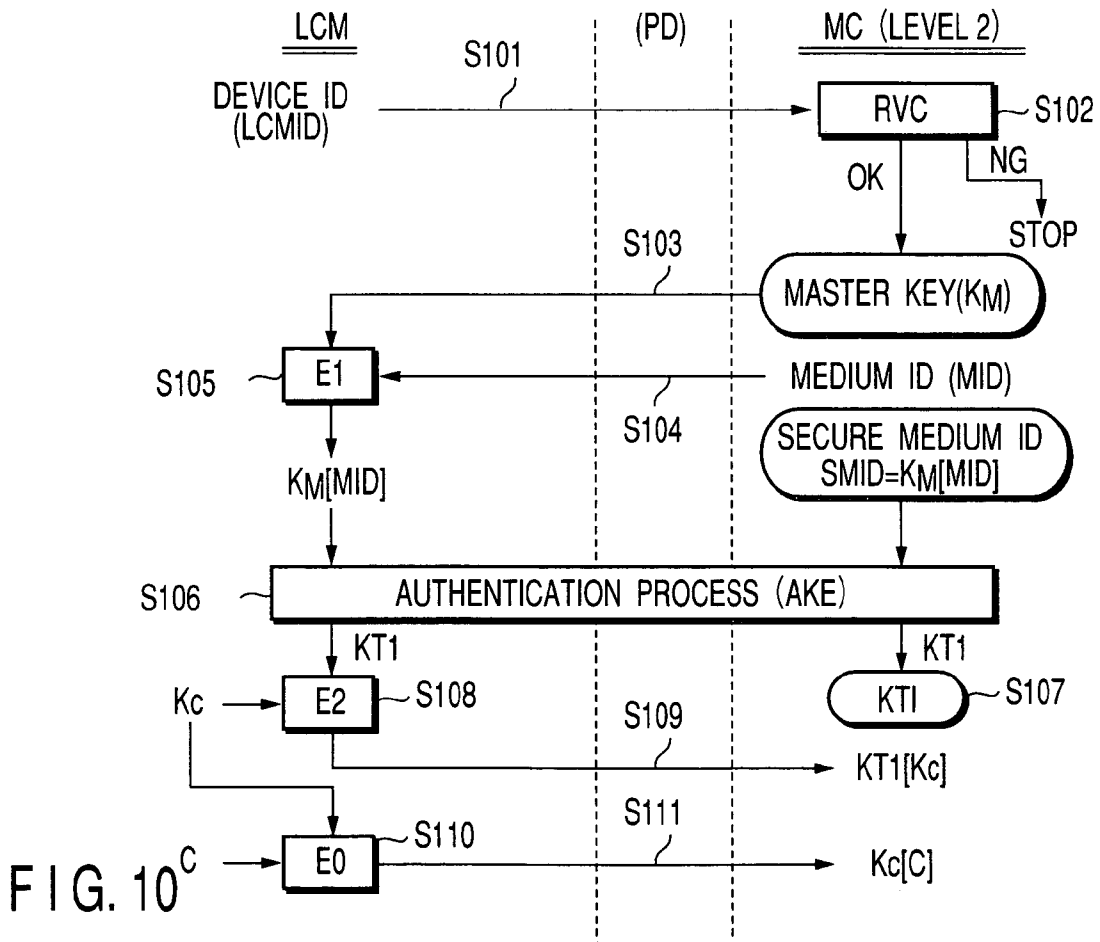 LCM
(PD)
MC (LEVEL 2)
S101
DEVICE ID
(LCMID)
RVC
S102
OK
NG
STOP
S103
MASTER KEY(KM)
S105
E1
MEDIUM ID (MID)
S104
SECURE MEDIUM ID
SMID=KM[MID]
KM[MID]
S106
AUTHENTICATION PROCESS (AKE)
KT1
KT1
Kc
E2
S108
KTI
S107
S109
KT1[Kc]
S110
S111
C
E0
Kc[C]
FIG. 10